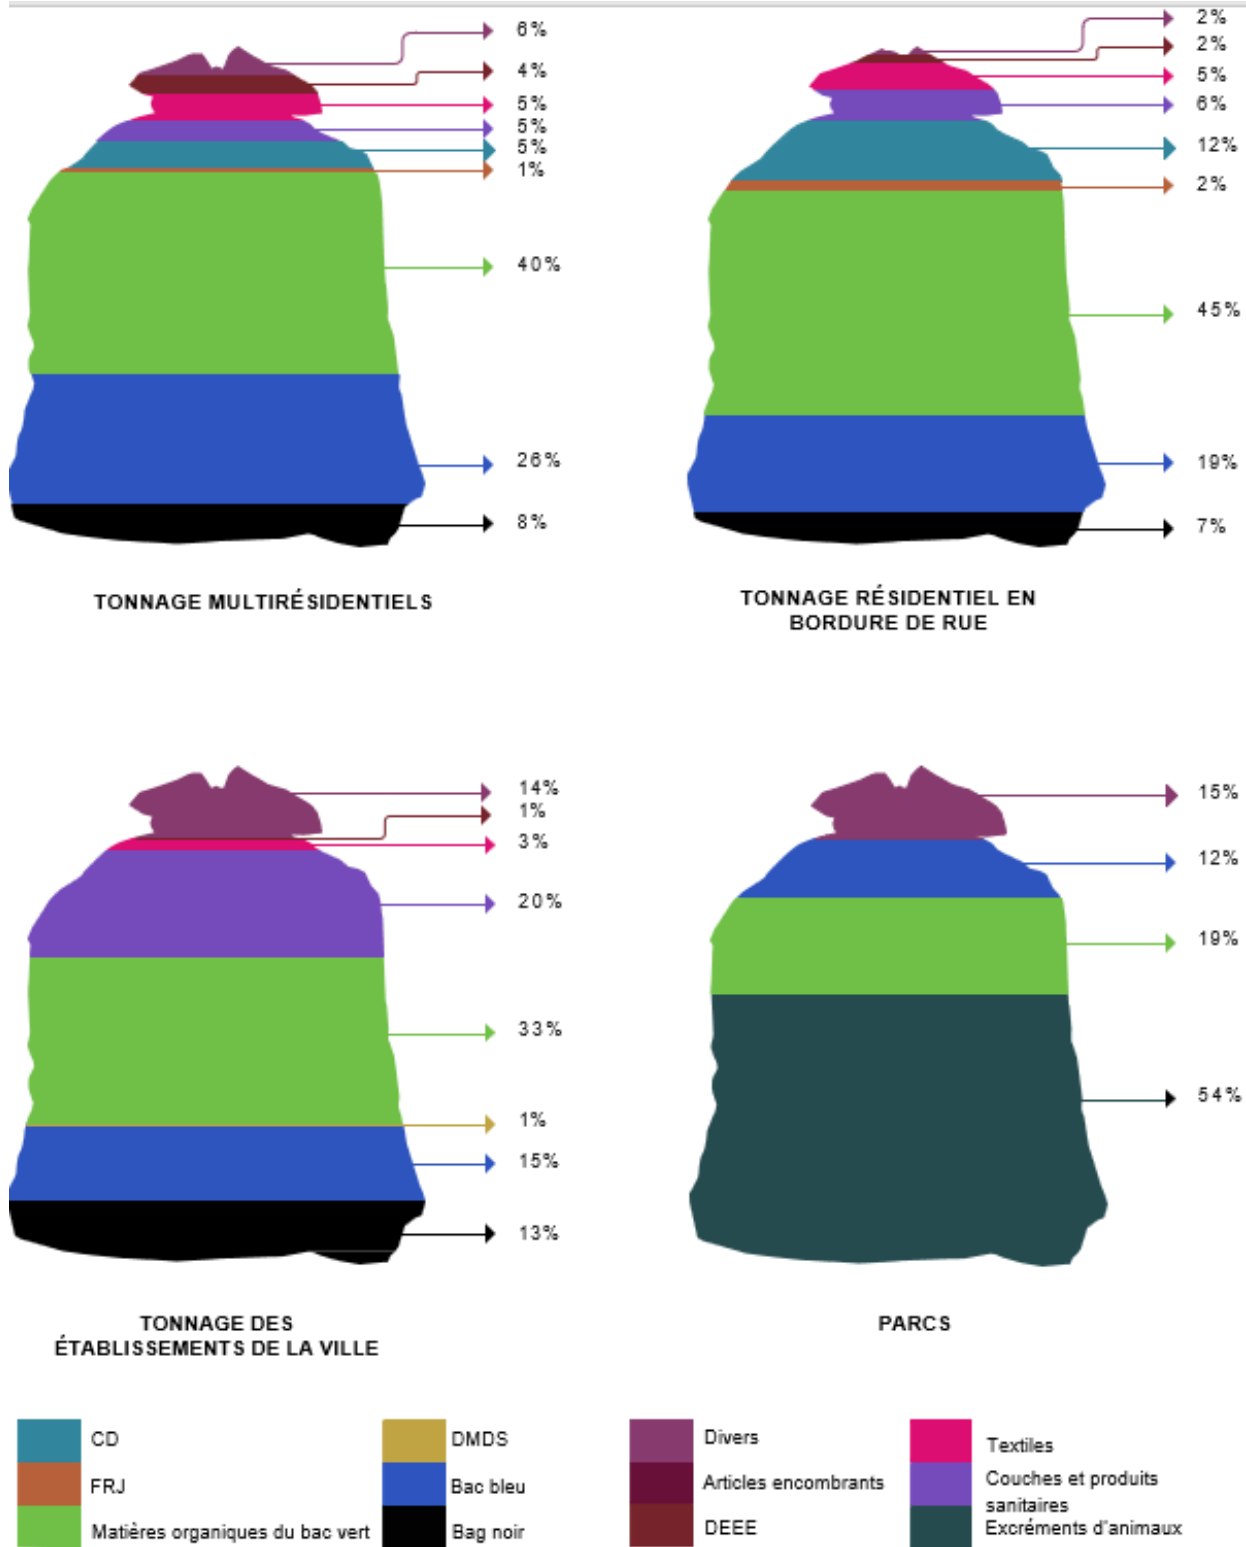 6%
4%
5%
5%
5%
1%
40%
26%
8%
TONNAGE MULTIRÉSIDENTIELS
2%
2%
5%
6%
12%
2%
45%
19%
7%
TONNAGE RÉSIDENTIEL EN
BORDURE DE RUE
14%
1%
3%
20%
33%
1%
15%
13%
TONNAGE DES
ÉTABLISSEMENTS DE LA VILLE
15%
12%
19%
54%
PARCS
CD
FRJ
Matières organiques du bac vert
DMDS
Bac bleu
Bag noir
Divers
Articles encombrants
DEEE
Textiles
Couches et produits
sanitaires
Excréments d'animaux